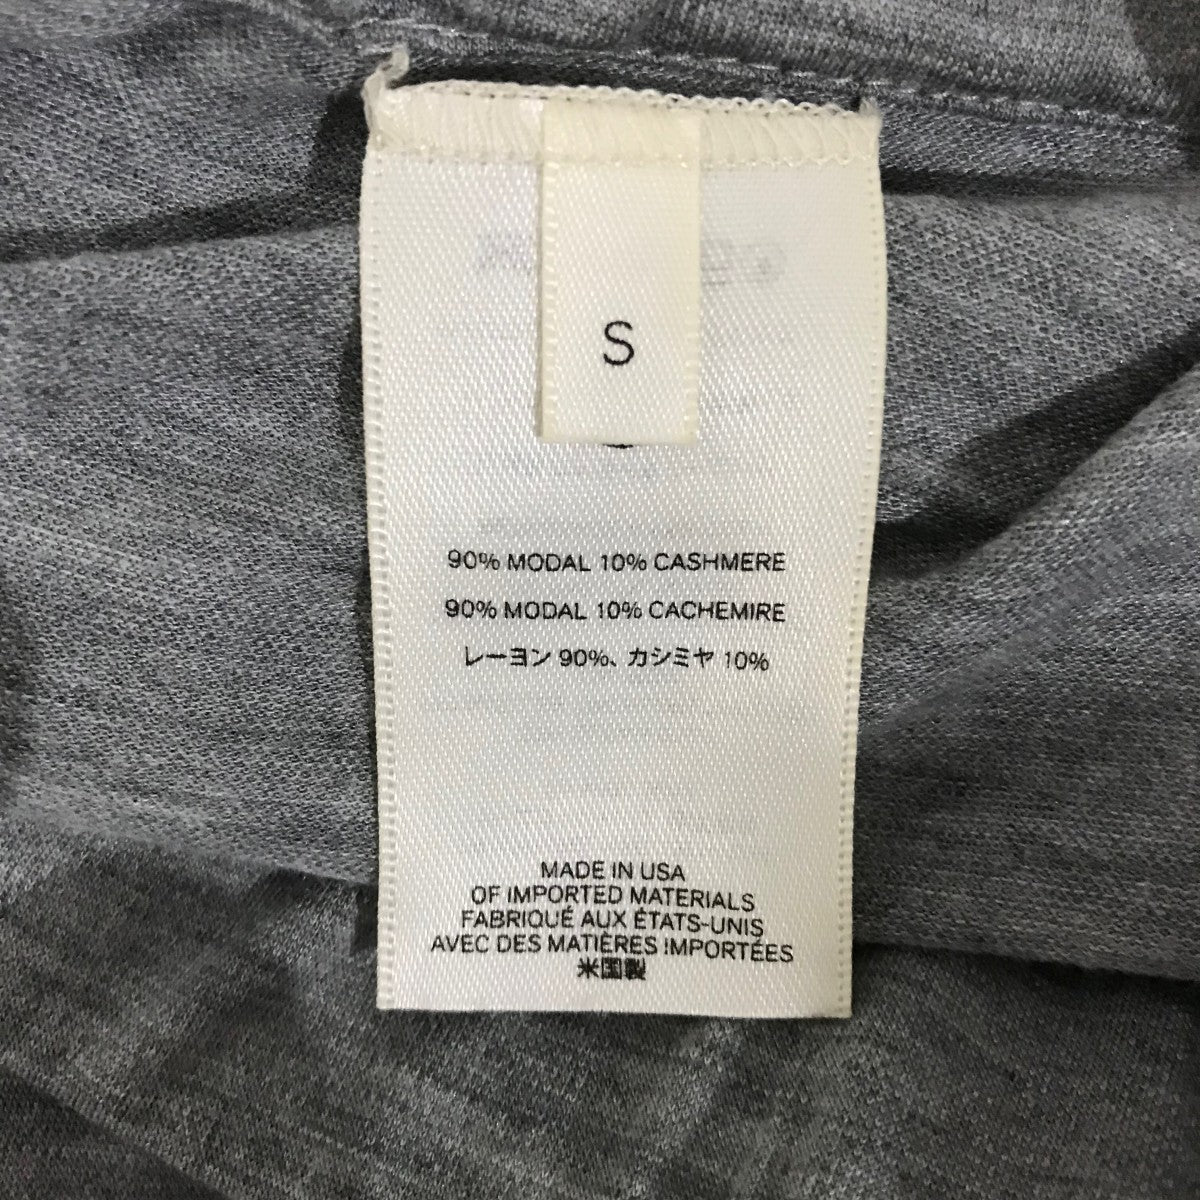 S
90% MODAL 10% CASHMERE
90% MODAL 10% CACHEMIRE
レーヨン 90%、カシミヤ 10%
MADE IN USA
OF IMPORTED MATERIALS
FABRIQUÉ AUX ÉTATS-UNIS
AVEC DES MATIÈRES IMPORTÉES
米国製